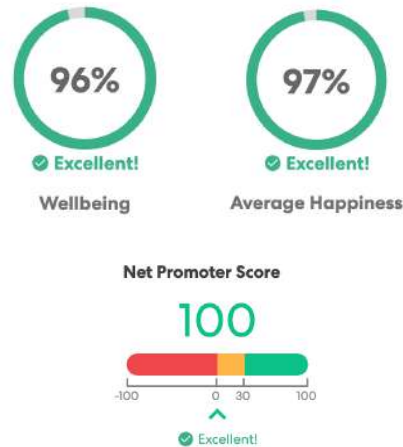 96%
97%
Excellent!
Excellent!
Wellbeing
Average Happiness
Net Promoter Score
100
-100
0
30
100
Excellent!